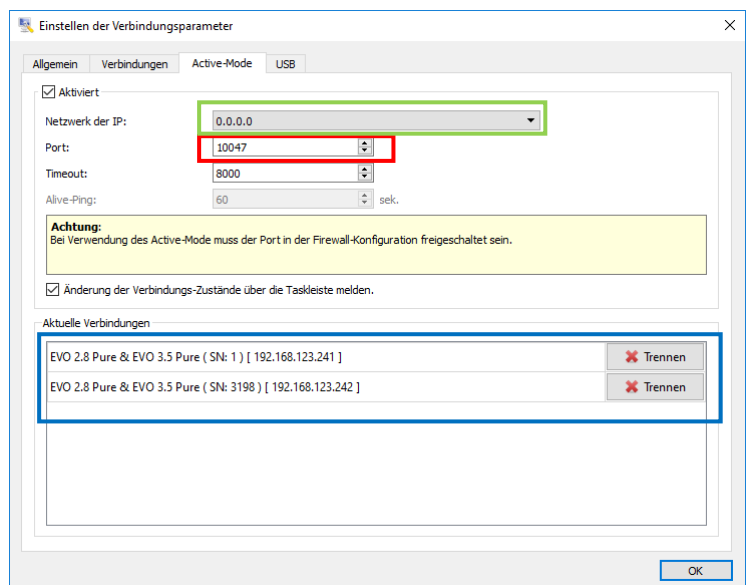 Einstellen der Verbindungsparameter
Allgemein Verbindungen Active-Mode USB
Aktiviert
Netzwerk der IP: 0.0.0.0
Port: 10047
Timeout: 8000
Alive-Ping: 60 sek.
Achtung:
Bei Verwendung des Active-Mode muss der Port in der Firewall-Konfiguration freigeschaltet sein.
Änderung der Verbindungs-Zustände über die Taskleiste melden.
Aktuelle Verbindungen
EVO 2.8 Pure & EVO 3.5 Pure ( SN: 1 ) [ 192.168.123.241 ] Trennen
EVO 2.8 Pure & EVO 3.5 Pure ( SN: 3198 ) [ 192.168.123.242 ] Trennen
OK